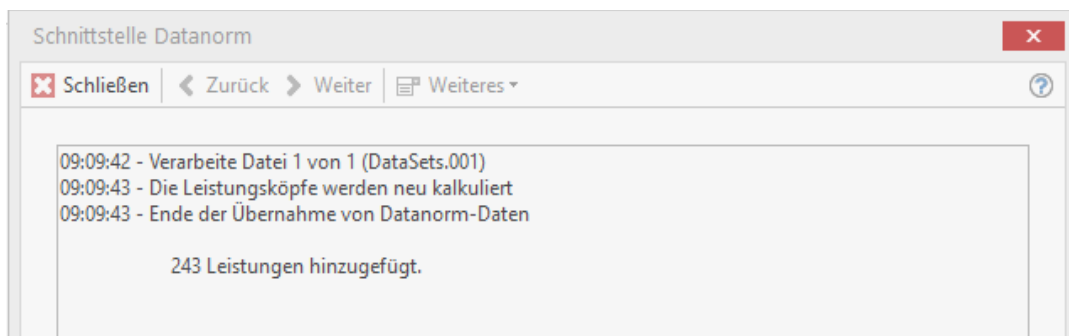 Schnittstelle Datanorm
Schließen Zurück Weiter Weiteres
09:09:42 - Verarbeite Datei 1 von 1 (DataSets.001)
09:09:43 - Die Leistungsköpfe werden neu kalkuliert
09:09:43 - Ende der Übernahme von Datanorm-Daten
243 Leistungen hinzugefügt.